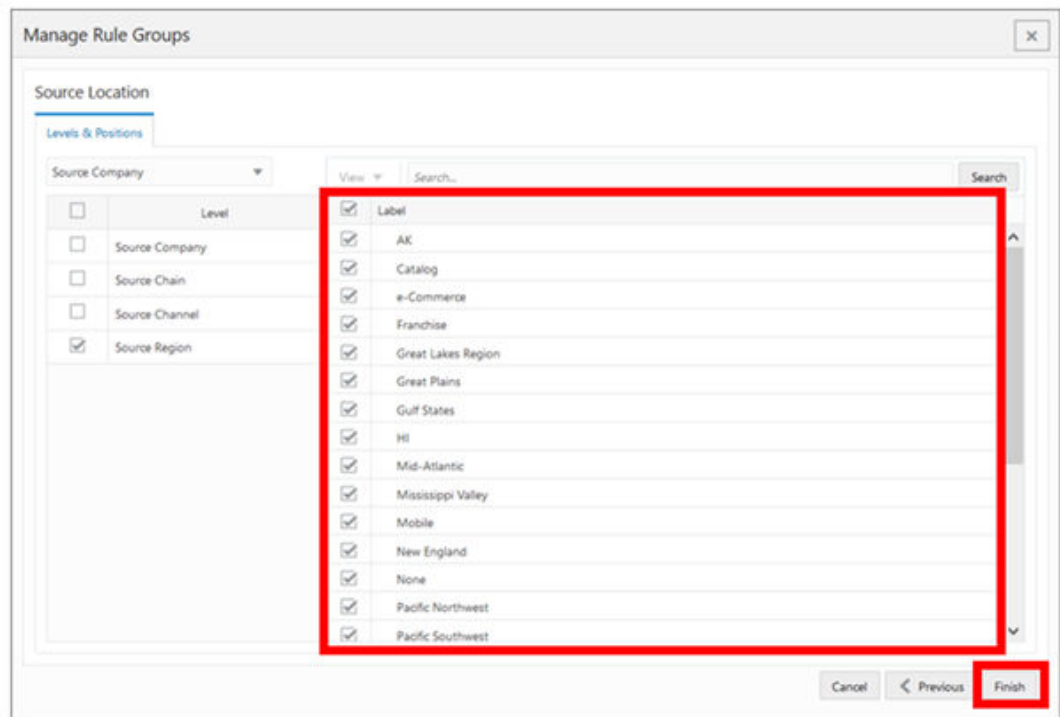 Manage Rule Groups
Source Location
Levels & Positions
Source Company
View
Search...
Search
Level
Source Company
Source Chain
Source Channel
Source Region
Label
AK
Catalog
e-Commerce
Franchise
Great Lakes Region
Great Plains
Gulf States
HI
Mid-Atlantic
Mississippi Valley
Mobile
New England
None
Pacific Northwest
Pacific Southwest
Cancel
Previous
Finish